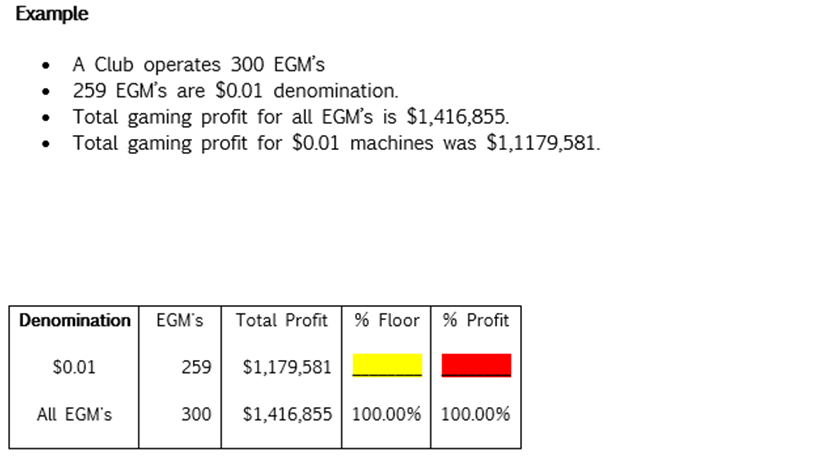 Example
• A Club operates 300 EGM's
• 259 EGM's are $0.01 denomination.
• Total gaming profit for all EGM's is $1,416,855.
• Total gaming profit for $0.01 machines was $1,1179,581.
Denomination EGM's Total Profit % Floor % Profit
$0.01 259 $1,179,581
All EGM's 300 $1,416,855 100.00% 100.00%